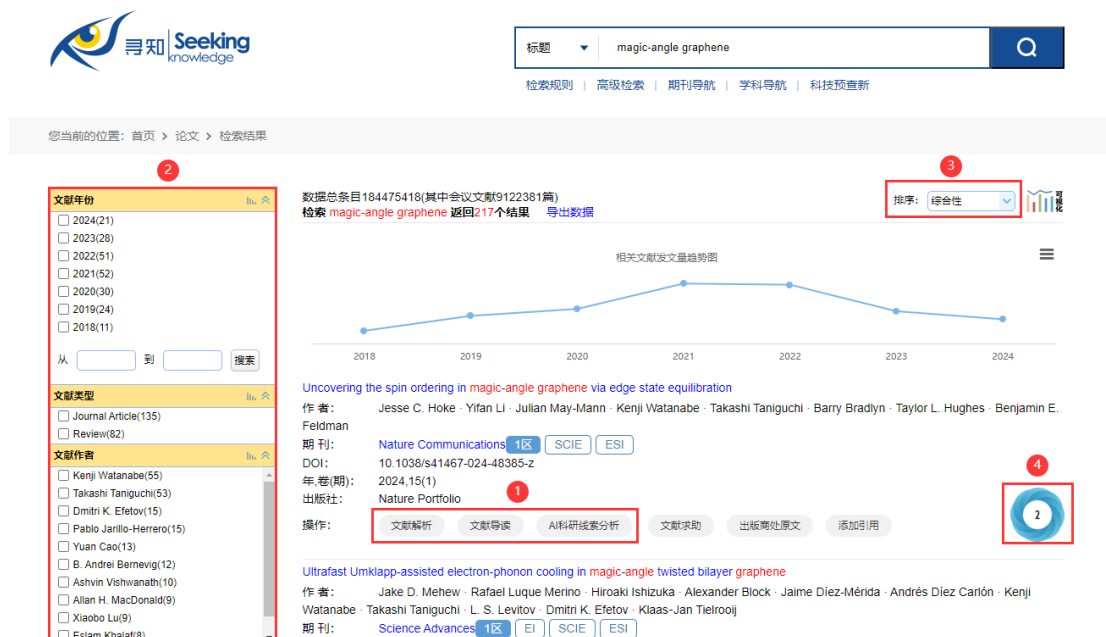 寻知 Seeking knowledge
标题 magic-angle graphene
检索规则 | 高级检索 | 期刊导航 | 学科导航 | 科技预查新
您当前的位置：首页 > 论文 > 检索结果
2
3
文献年份
2024(21)
2023(28)
2022(51)
2021(52)
2020(30)
2019(24)
2018(11)
从 到 搜索
文献类型
Journal Article(135)
Review(82)
文献作者
Kenji Watanabe(55)
Takashi Taniguchi(53)
Dmitri K. Efetov(15)
Pablo Jarillo-Herrero(15)
Yuan Cao(13)
B. Andrei Bernevig(12)
Ashvin Vishwanath(10)
Allan H. MacDonald(9)
Xiaobo Lu(9)
Eslam Khalaf(8)
数据总条目184475418(其中会议文献9122381篇)
检索 magic-angle graphene 返回217个结果 导出数据
排序： 综合性
可视化
相关文献发文量趋势图
2018 2019 2020 2021 2022 2023 2024
Uncovering the spin ordering in magic-angle graphene via edge state equilibration
作 者： Jesse C. Hoke · Yifan Li · Julian May-Mann · Kenji Watanabe · Takashi Taniguchi · Barry Bradlyn · Taylor L. Hughes · Benjamin E.
Feldman
期 刊： Nature Communications 1区 SCIE ESI
DOI： 10.1038/s41467-024-48385-z
年,卷(期)： 2024,15(1)
出版社： Nature Portfolio
1
4
操作： 文献解析 文献导读 AI科研线索分析 文献求助 出版商处原文 添加引用
2
Ultrafast Umklapp-assisted electron-phonon cooling in magic-angle twisted bilayer graphene
作 者： Jake D. Mehew · Rafael Luque Merino · Hiroaki Ishizuka · Alexander Block · Jaime Díez-Mérida · Andrés Díez Carlón · Kenji
Watanabe · Takashi Taniguchi · L. S. Levitov · Dmitri K. Efetov · Klaas-Jan Tielrooij
期 刊： Science Advances 1区 EI SCIE ESI